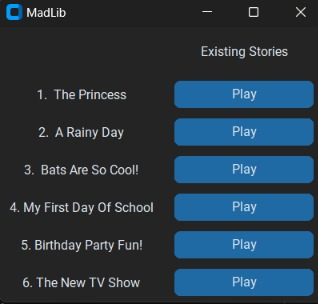 MadLib
Existing Stories
1. The Princess Play
2. A Rainy Day Play
3. Bats Are So Cool! Play
4. My First Day Of School Play
5. Birthday Party Fun! Play
6. The New TV Show Play